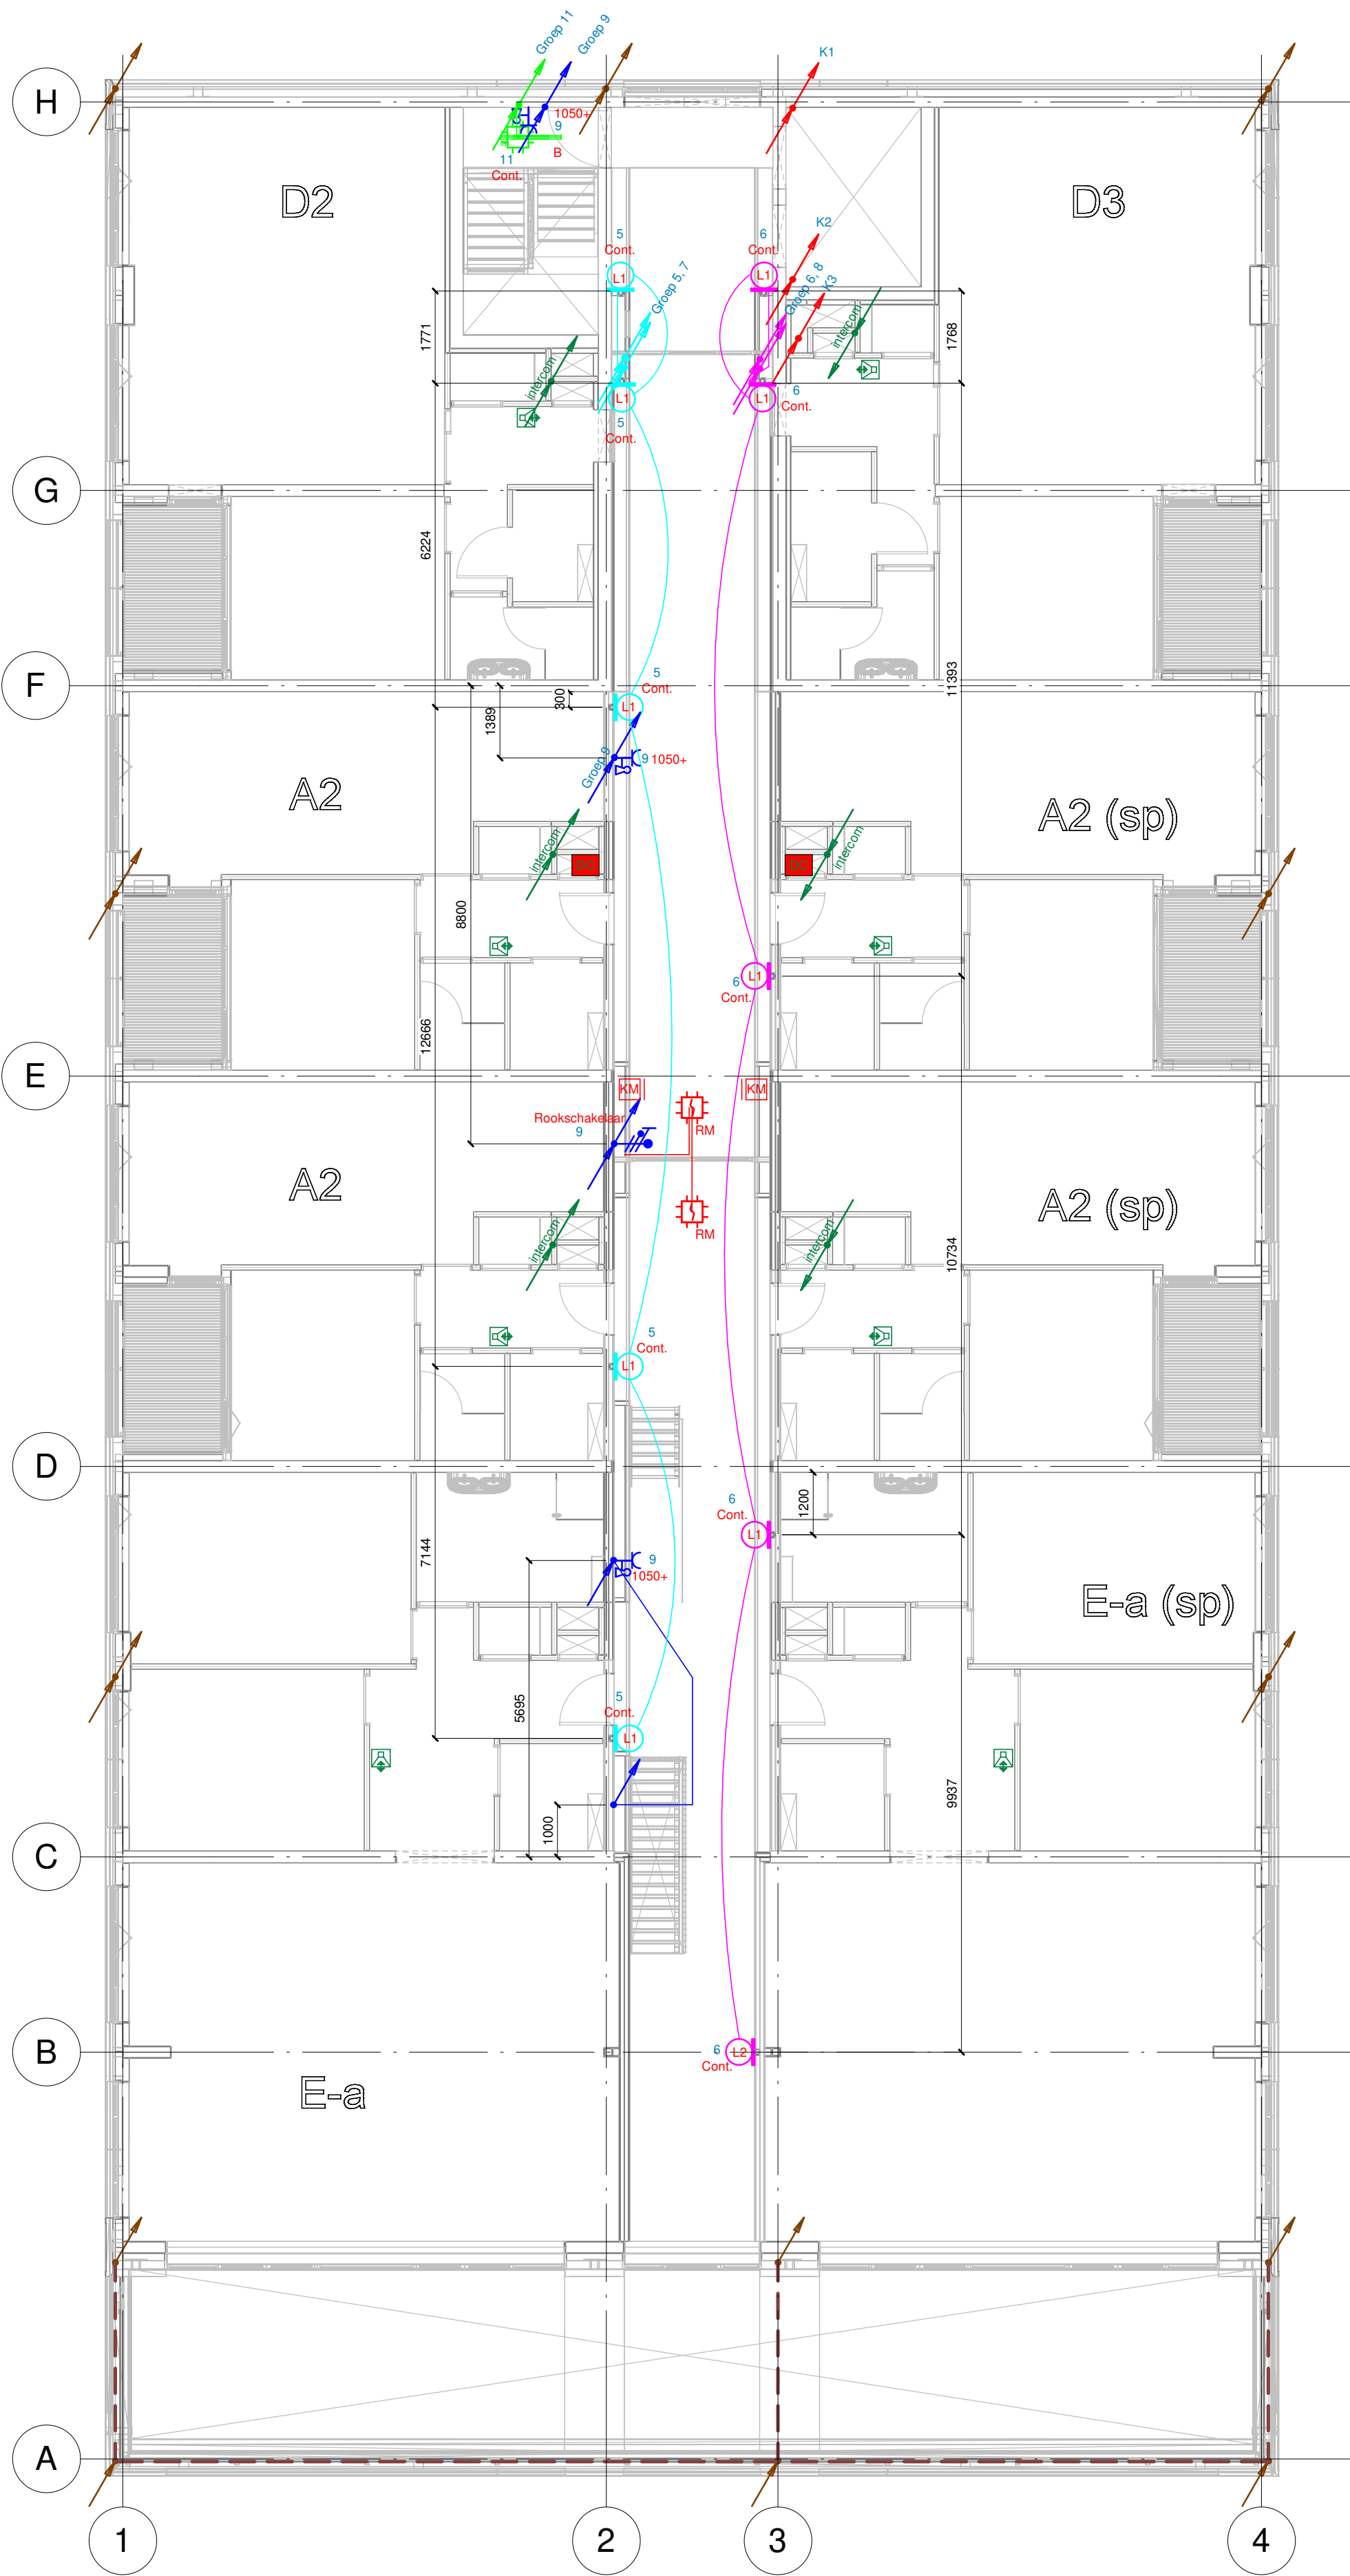 Groep 11
Groep 9
K1
H
1050+
9
B
11
Cont.
D2
D3
K2
5
Cont.
6
Cont.
L1
L1
Groep 5, 7
Groep 6, 8
K3
intercom
1771
1768
intercom
L1
L1
6
Cont.
5
Cont.
G
6224
F
5
Cont.
11393
300
L1
1389
Groep 9
9
1050+
A2
A2 (sp)
intercom
intercom
8800
L1
6
Cont.
12666
E
KM
KM
Rookschakelaar
9
RM
A2
A2 (sp)
RM
intercom
intercom
10734
5
Cont.
L1
D
6
Cont.
1200
L1
7144
9
1050+
E-a (sp)
5
Cont.
5695
L1
9937
1000
C
B
6
L2
Cont.
E-a
A
1
2
3
4